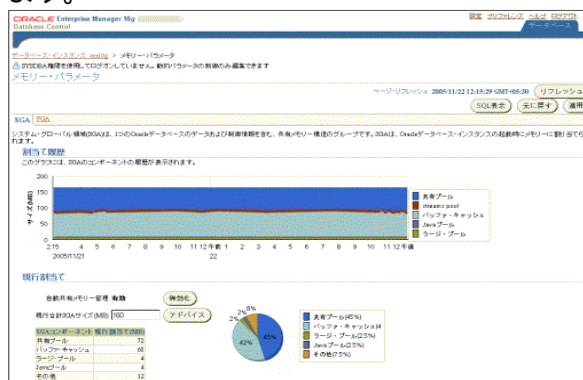 ます。
ORACLE Enterprise Manager 10g
Database Control
設定 プリファレンス ヘルプ ログアウト
データベース
データベース・インスタンス: > メモリー・パラメータ
SYSDBA権限を使用してログオンしていません。動的パラメータの制御のみ編集できます
メモリー・パラメータ
ページ・リフレッシュ 2005/11/22 12:15:29 GMT+05:30 リフレッシュ
SQL表示 元に戻す 適用
SGA PGA
システム・グローバル領域(SGA)は、1つのOracleデータベースのデータおよび制御情報を含む、共有メモリー構造のグループです。SGAは、Oracleデータベース・インスタンスの起動時にメモリーに割り当てら
れます。
割当て履歴
このグラフには、SGAのコンポーネントの履歴が表示されます。
サイズ(MB)
200
150
100
50
0
2:15 4 5 6 7 8 9 10 11 12午前 1 2 3 4 5 6 7 8 9 10 11 12午後
2005/11/21 22
共有プール
streams pool
バッファ・キャッシュ
Javaプール
ラージ・プール
現行割当て
自動共有メモリー管理 有効 無効化
現行合計SGAサイズ(MB) 160 アドバイス
SGAコンポーネント 現行割当て(MB)
共有プール 72
バッファ・キャッシュ 68
ラージ・プール 4
Javaプール 4
その他 12
2%
2%
8%
42%
45%
共有プール(45%)
バッファ・キャッシュ(4
ラージ・プール(2.5%)
Javaプール(2.5%)
その他(7.5%)